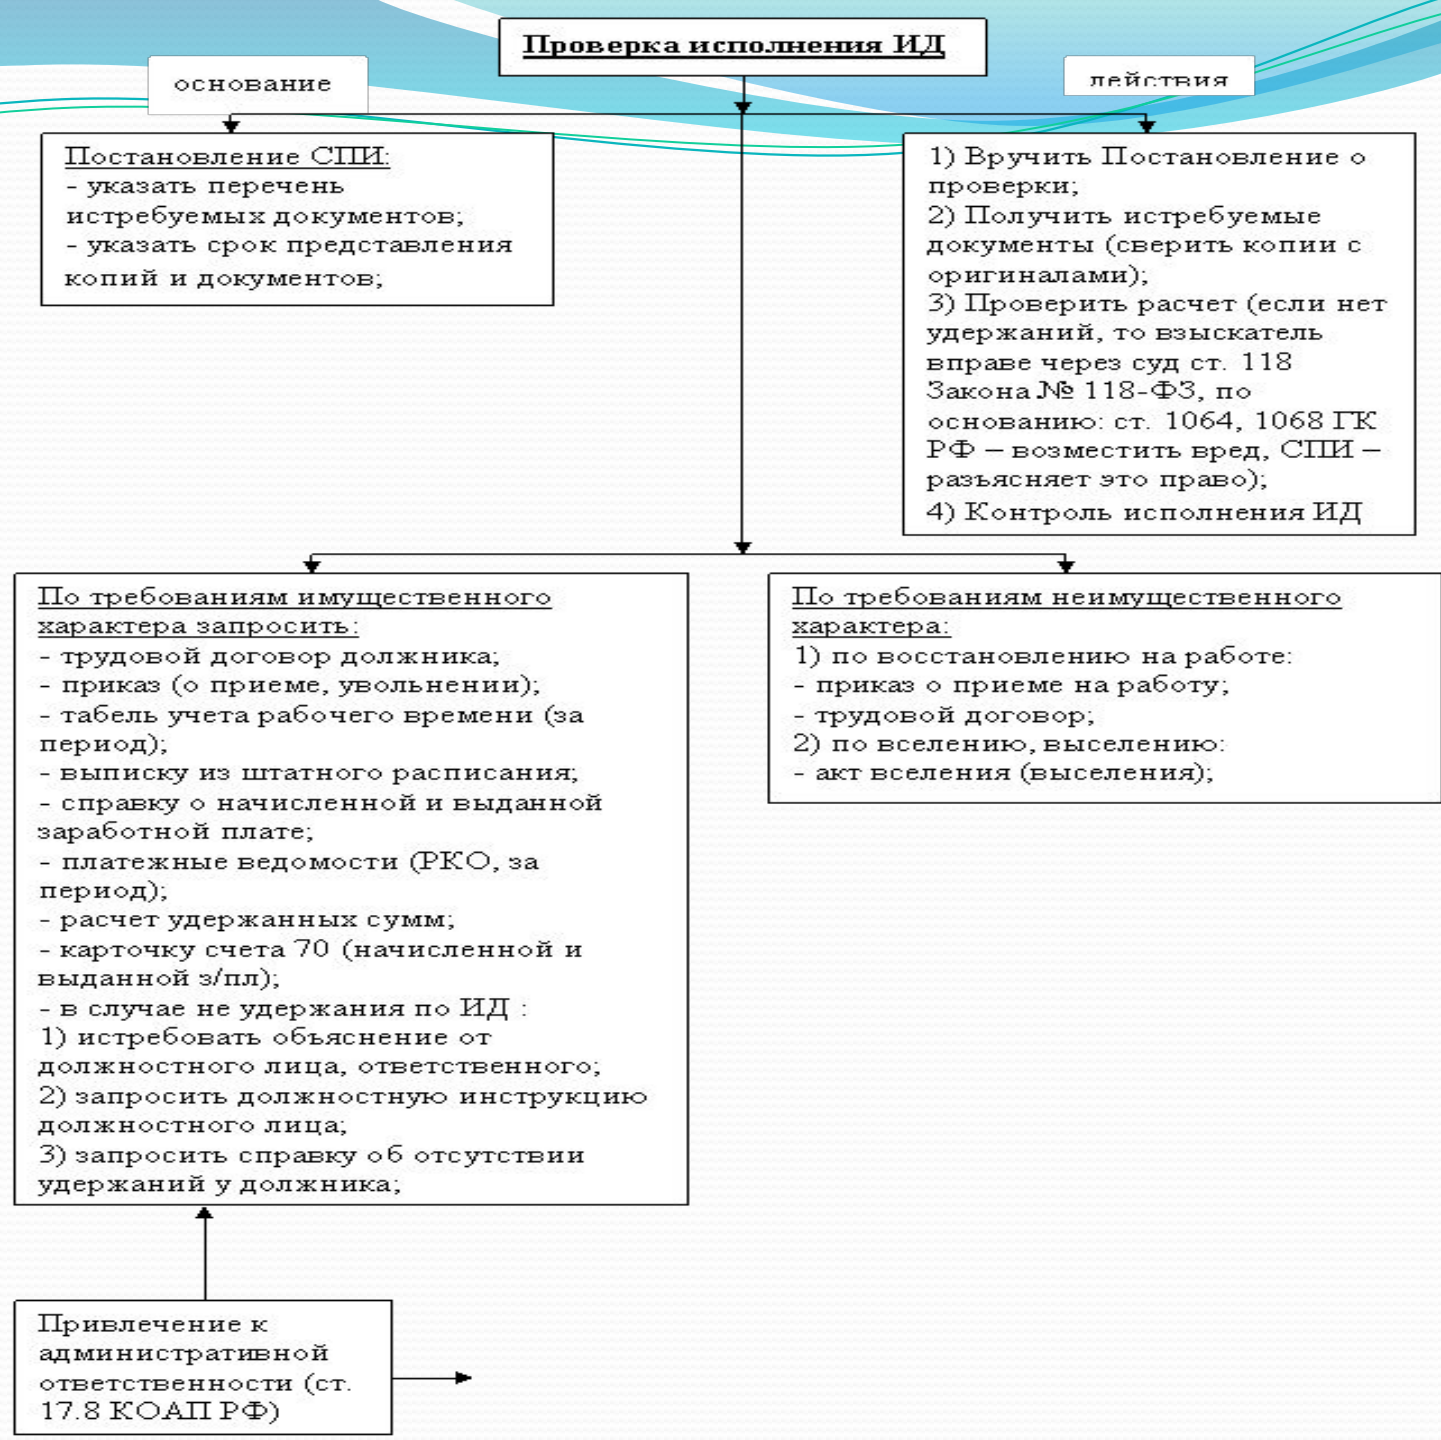 Проверка исполнения ИД
основание
действия
Постановление СПИ:
- указать перечень
истребуемых документов;
- указать срок представления
копий и документов;
1) Вручить Постановление о
проверки;
2) Получить истребуемые
документы (сверить копии с
оригиналами);
3) Проверить расчет (если нет
удержаний, то взыскатель
вправе через суд ст. 118
Закона № 118-ФЗ, по
основанию: ст. 1064, 1068 ГК
РФ – возместить вред, СПИ –
разьясняет это право);
4) Контроль исполнения ИД
По требованиям имущественного
характера запросить:
- трудовой договор должника;
- приказ (о приеме, увольнении);
- табель учета рабочего времени (за
период);
- выписку из штатного расписания;
- справку о начисленной и выданной
заработной плате;
- платежные ведомости (РКО, за
период);
- расчет удержанных сумм;
- карточку счета 70 (начисленной и
выданной з/пл);
- в случае не удержания по ИД :
1) истребовать объяснение от
должностного лица, ответственного;
2) запросить должностную инструкцию
должностного лица;
3) запросить справку об отсутствии
удержаний у должника;
По требованиям неимущественного
характера:
1) по восстановлению на работе:
- приказ о приеме на работу;
- трудовой договор;
2) по вселению, выселению:
- акт вселения (выселения);
Привлечение к
административной
ответственности (ст.
17.8 КОАП РФ)